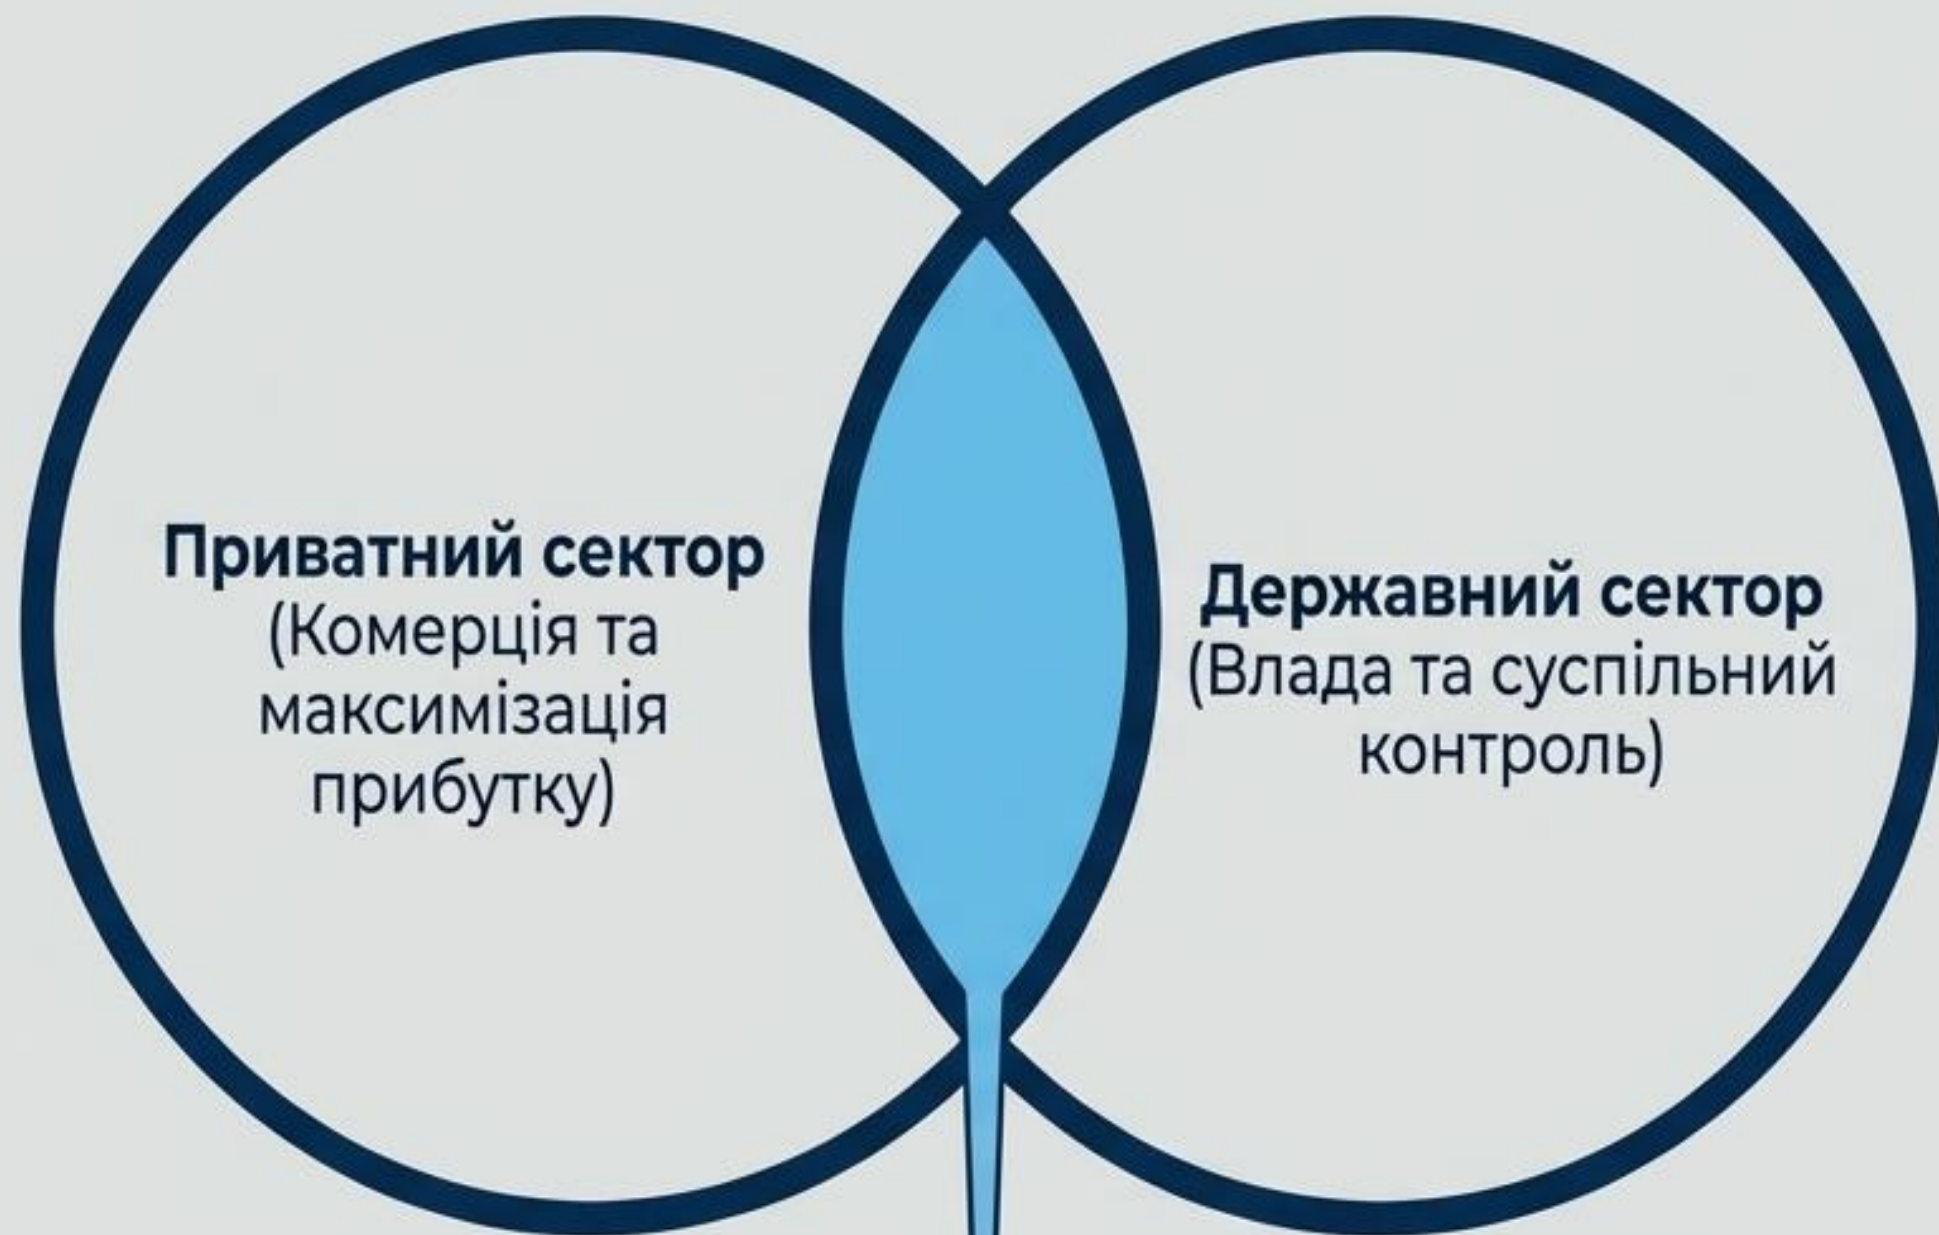 Приватний сектор
(Комерція та
максимізація
прибутку)
Державний сектор
(Влада та суспільний
контроль)